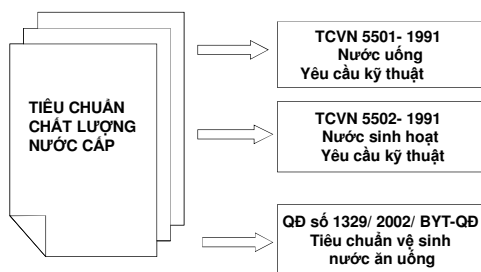 TIÊU CHUẨN
CHẤT LƯỢNG
NƯỚC CẤP
TCVN 5501- 1991
Nước uống
Yêu cầu kỹ thuật
TCVN 5502- 1991
Nước sinh hoạt
Yêu cầu kỹ thuật
QĐ số 1329/ 2002/ BYT-QĐ
Tiêu chuẩn vệ sinh
nước ăn uống